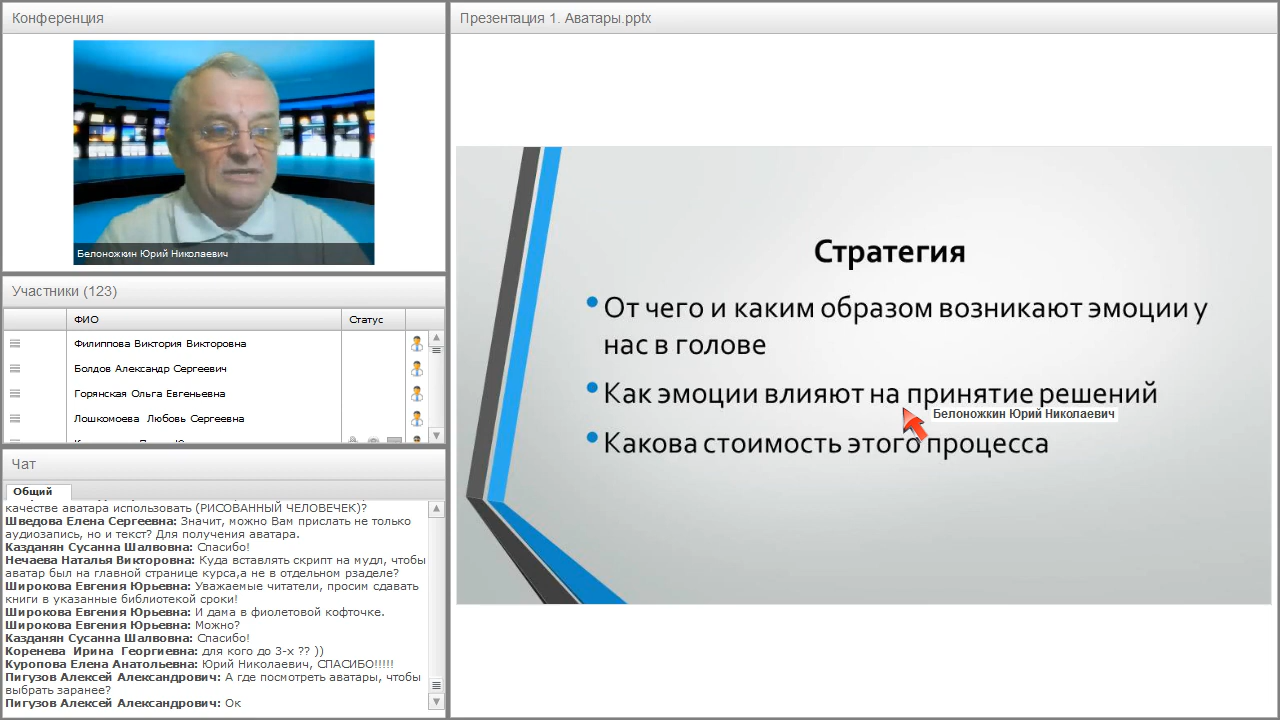 Конференция
Белоножкин Юрий Николаевич
Участники (123)
ФИО
Статус
Филиппова Виктория Викторовна
Болдов Александр Сергеевич
Горянская Ольга Евгеньевна
Лошкомоева Любовь Сергеевна
Чат
Общий
качестве аватара использовать (РИСОВАННЫЙ ЧЕЛОВЕЧЕК)?
Шведова Елена Сергеевна: Значит, можно Вам прислать не только
аудиозапись, но и текст? Для получения аватара.
Казданян Сусанна Шалвовна: Спасибо!
Нечаева Наталья Викторовна: Куда вставлять скрипт на мудл, чтобы
аватар был на главной странице курса,а не в отдельном рзаделе?
Широкова Евгения Юрьевна: Уважаемые читатели, просим сдавать
книги в указанные библиотекой сроки!
Широкова Евгения Юрьевна: И дама в фиолетовой кофточке.
Широкова Евгения Юрьевна: Можно?
Казданян Сусанна Шалвовна: Спасибо!
Коренева Ирина Георгиевна: для кого до 3-х ?? ))
Куропова Елена Анатольевна: Юрий Николаевич, СПАСИБО!!!!!
Пигузов Алексей Александрович: А где посмотреть аватары, чтобы
выбрать заранее?
Пигузов Алексей Александрович: Ок
Презентация 1. Аватары.pptx
Стратегия
От чего и каким образом возникают эмоции у
нас в голове
Как эмоции влияют на принятие решений
Белоножкин Юрий Николаевич
Какова стоимость этого процесса